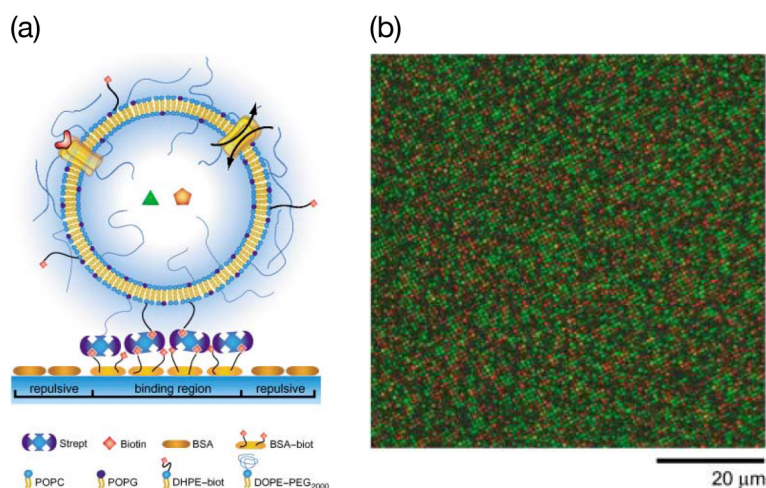 (a)
(b)
repulsive
binding region
repulsive
Strept
Biotin
BSA
BSA-biot
POPC
POPG
DHPE-biot
DOPE-PEG2000
20 μm